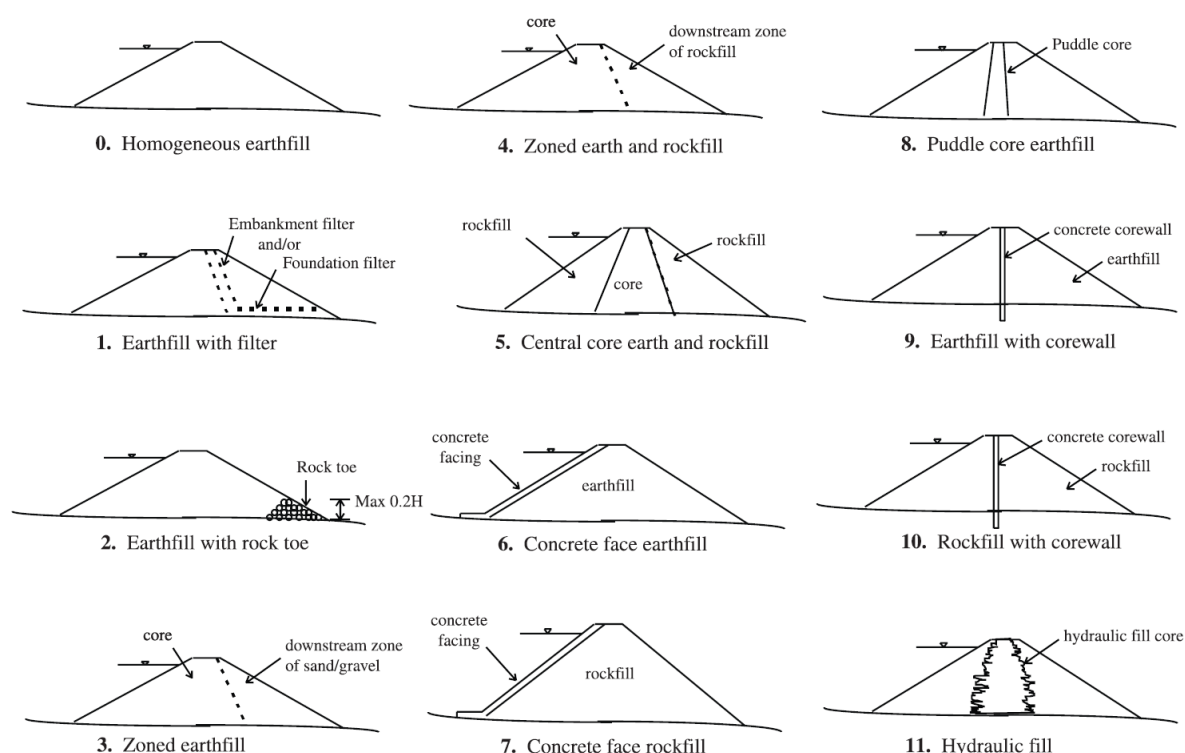 0. Homogeneous earthfill
core
downstream zone
of rockfill
4. Zoned earth and rockfill
Puddle core
8. Puddle core earthfill
Embankment filter
and/or
Foundation filter
1. Earthfill with filter
rockfill
rockfill
core
5. Central core earth and rockfill
concrete corewall
earthfill
9. Earthfill with corewall
Rock toe
Max 0.2H
2. Earthfill with rock toe
concrete
facing
earthfill
6. Concrete face earthfill
concrete corewall
rockfill
10. Rockfill with corewall
core
downstream zone
of sand/gravel
3. Zoned earthfill
concrete
facing
rockfill
7. Concrete face rockfill
hydraulic fill core
11. Hydraulic fill